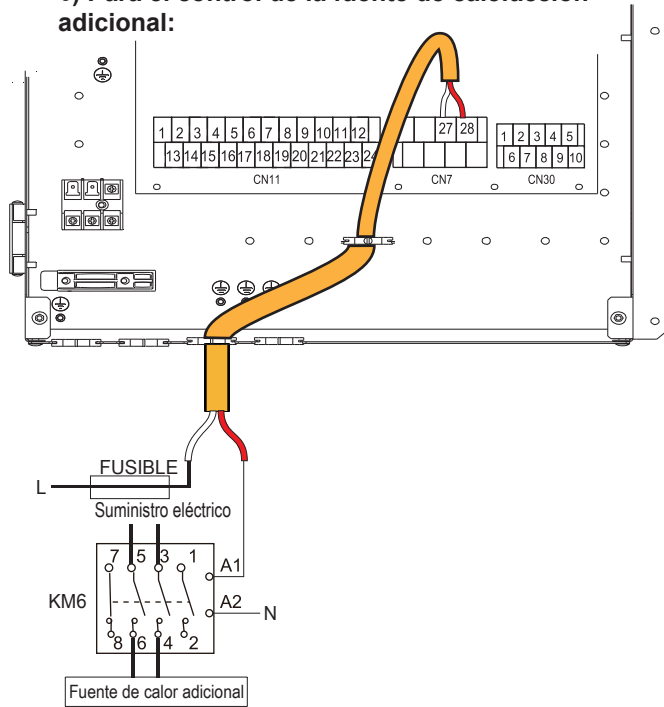 adicional:
27 28
1 2 3 4 5 6 7 8 9 10 11 12
1 2 3 4 5
13 14 15 16 17 18 19 20 21 22 23 24
6 7 8 9 10
CN11
CN7
CN30
FUSIBLE
L
Suministro eléctrico
7 5 3 1
A1
KM6
A2
N
8 6 4 2
Fuente de calor adicional